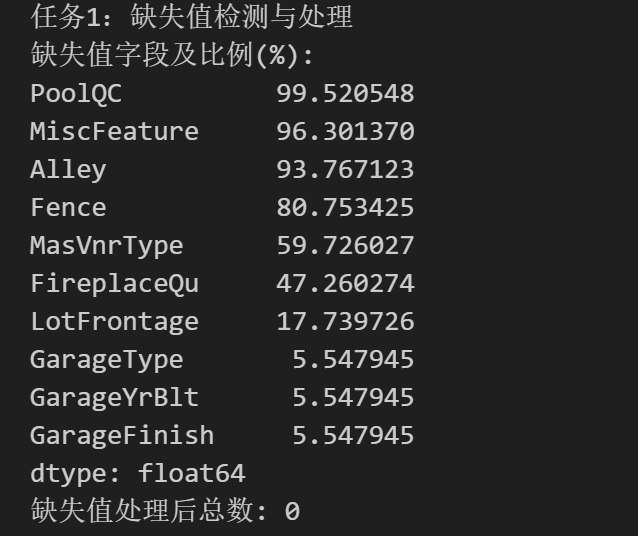 任务1：缺失值检测与处理
缺失值字段及比例(%):
PoolQC 99.520548
MiscFeature 96.301370
Alley 93.767123
Fence 80.753425
MasVnrType 59.726027
FireplaceQu 47.260274
LotFrontage 17.739726
GarageType 5.547945
GarageYrBlt 5.547945
GarageFinish 5.547945
dtype: float64
缺失值处理后总数: 0